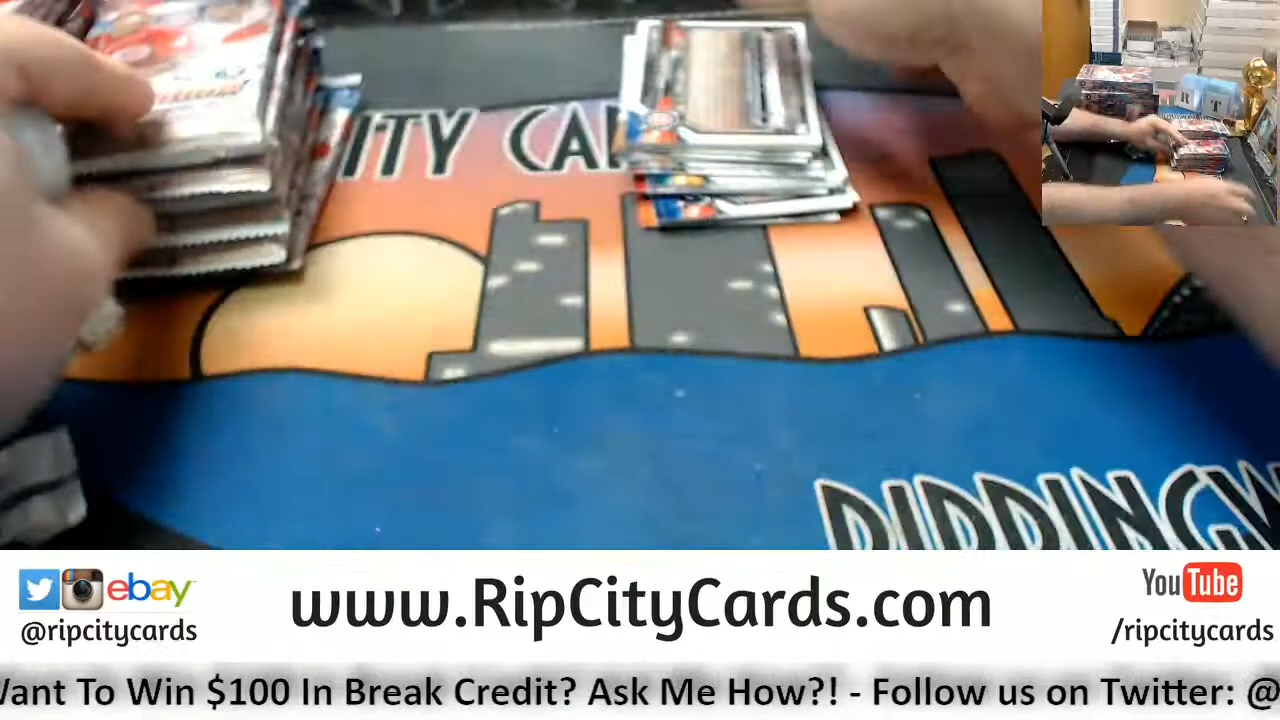 ITY CA
RIPPINGW
ebay
@ripcitycards
www.RipCityCards.com
YouTube
/ripcitycards
Want To Win $100 In Break Credit? Ask Me How?! - Follow us on Twitter: @